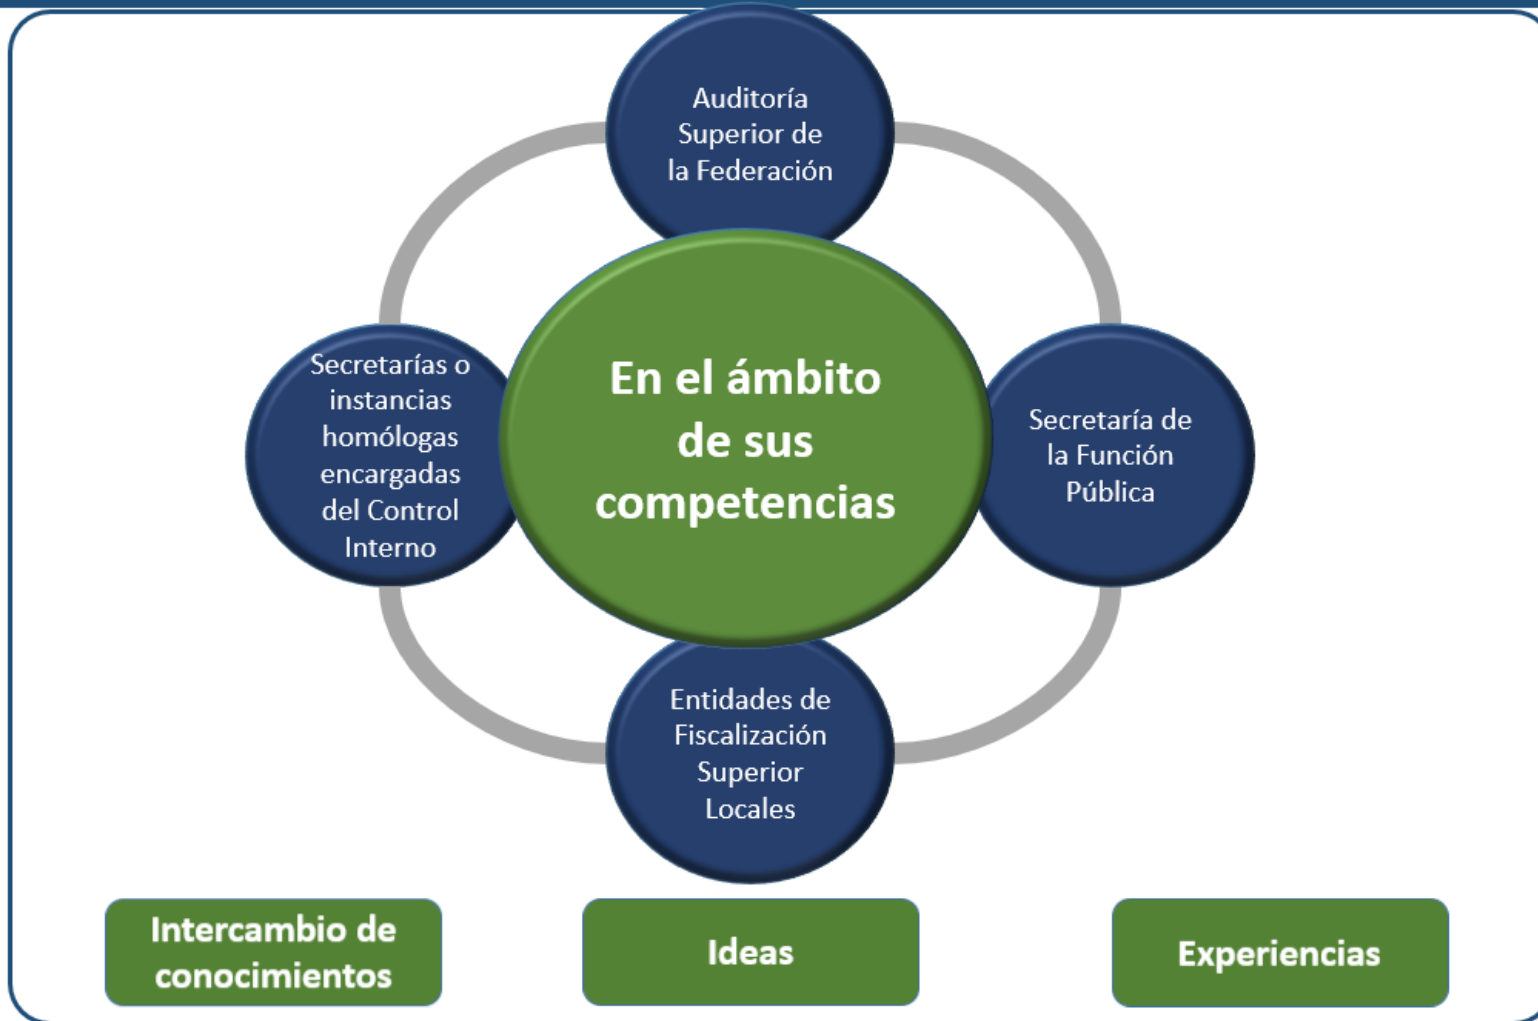 Auditoría
Superior de
la Federación
Secretarías o
instancias
homólogas
encargadas
del Control
Interno
En el ámbito
de sus
competencias
Secretaría de
la Función
Pública
Entidades de
Fiscalización
Superior
Locales
Intercambio de
conocimientos
Ideas
Experiencias